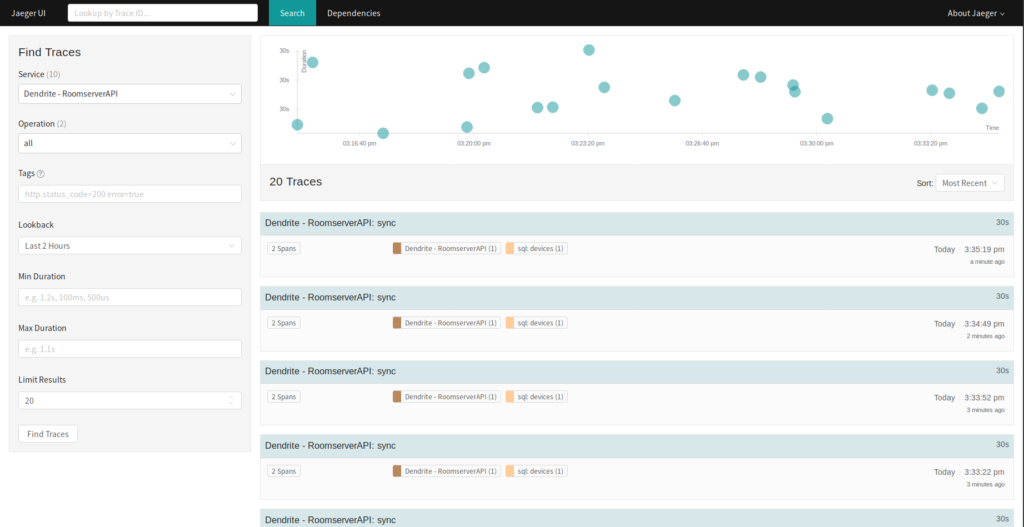 Jaeger UI
Lookup by Trace ID...
Search
Dependencies
About Jaeger
Find Traces
Service (10)
Dendrite - RoomserverAPI
Operation (2)
all
Tags
http.status_code=200 error=true
Lookback
Last 2 Hours
Min Duration
e.g. 1.2s, 100ms, 500us
Max Duration
e.g. 1.1s
Limit Results
20
Find Traces
Duration
30s
30s
30s
Time
03:16:40 pm
03:20:00 pm
03:23:20 pm
03:26:40 pm
03:30:00 pm
03:33:20 pm
20 Traces
Sort:
Most Recent
Dendrite - RoomserverAPI: sync
30s
2 Spans
Dendrite - RoomserverAPI (1)
sql: devices (1)
Today
3:35:19 pm
a minute ago
Dendrite - RoomserverAPI: sync
30s
2 Spans
Dendrite - RoomserverAPI (1)
sql: devices (1)
Today
3:34:49 pm
2 minutes ago
Dendrite - RoomserverAPI: sync
30s
2 Spans
Dendrite - RoomserverAPI (1)
sql: devices (1)
Today
3:33:52 pm
3 minutes ago
Dendrite - RoomserverAPI: sync
30s
2 Spans
Dendrite - RoomserverAPI (1)
sql: devices (1)
Today
3:33:22 pm
3 minutes ago
Dendrite - RoomserverAPI: sync
30s